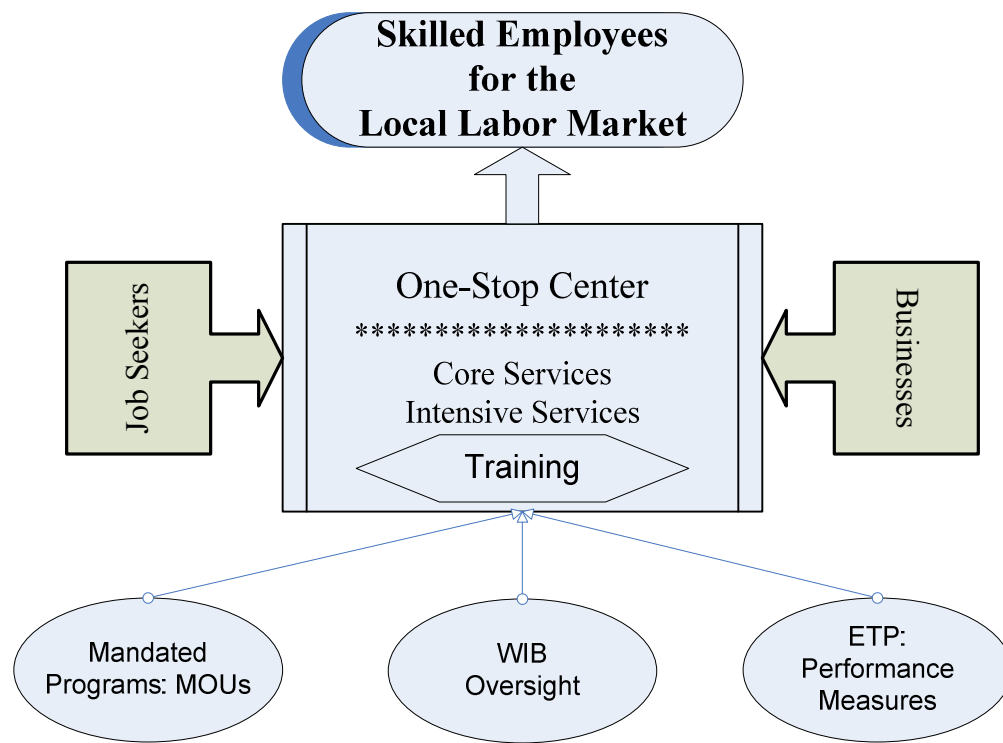 Skilled Employees
for the
Local Labor Market
Job Seekers
One-Stop Center
*********************
Core Services
Intensive Services
Training
Businesses
Mandated
Programs: MOUs
WIB
Oversight
ETP:
Performance
Measures